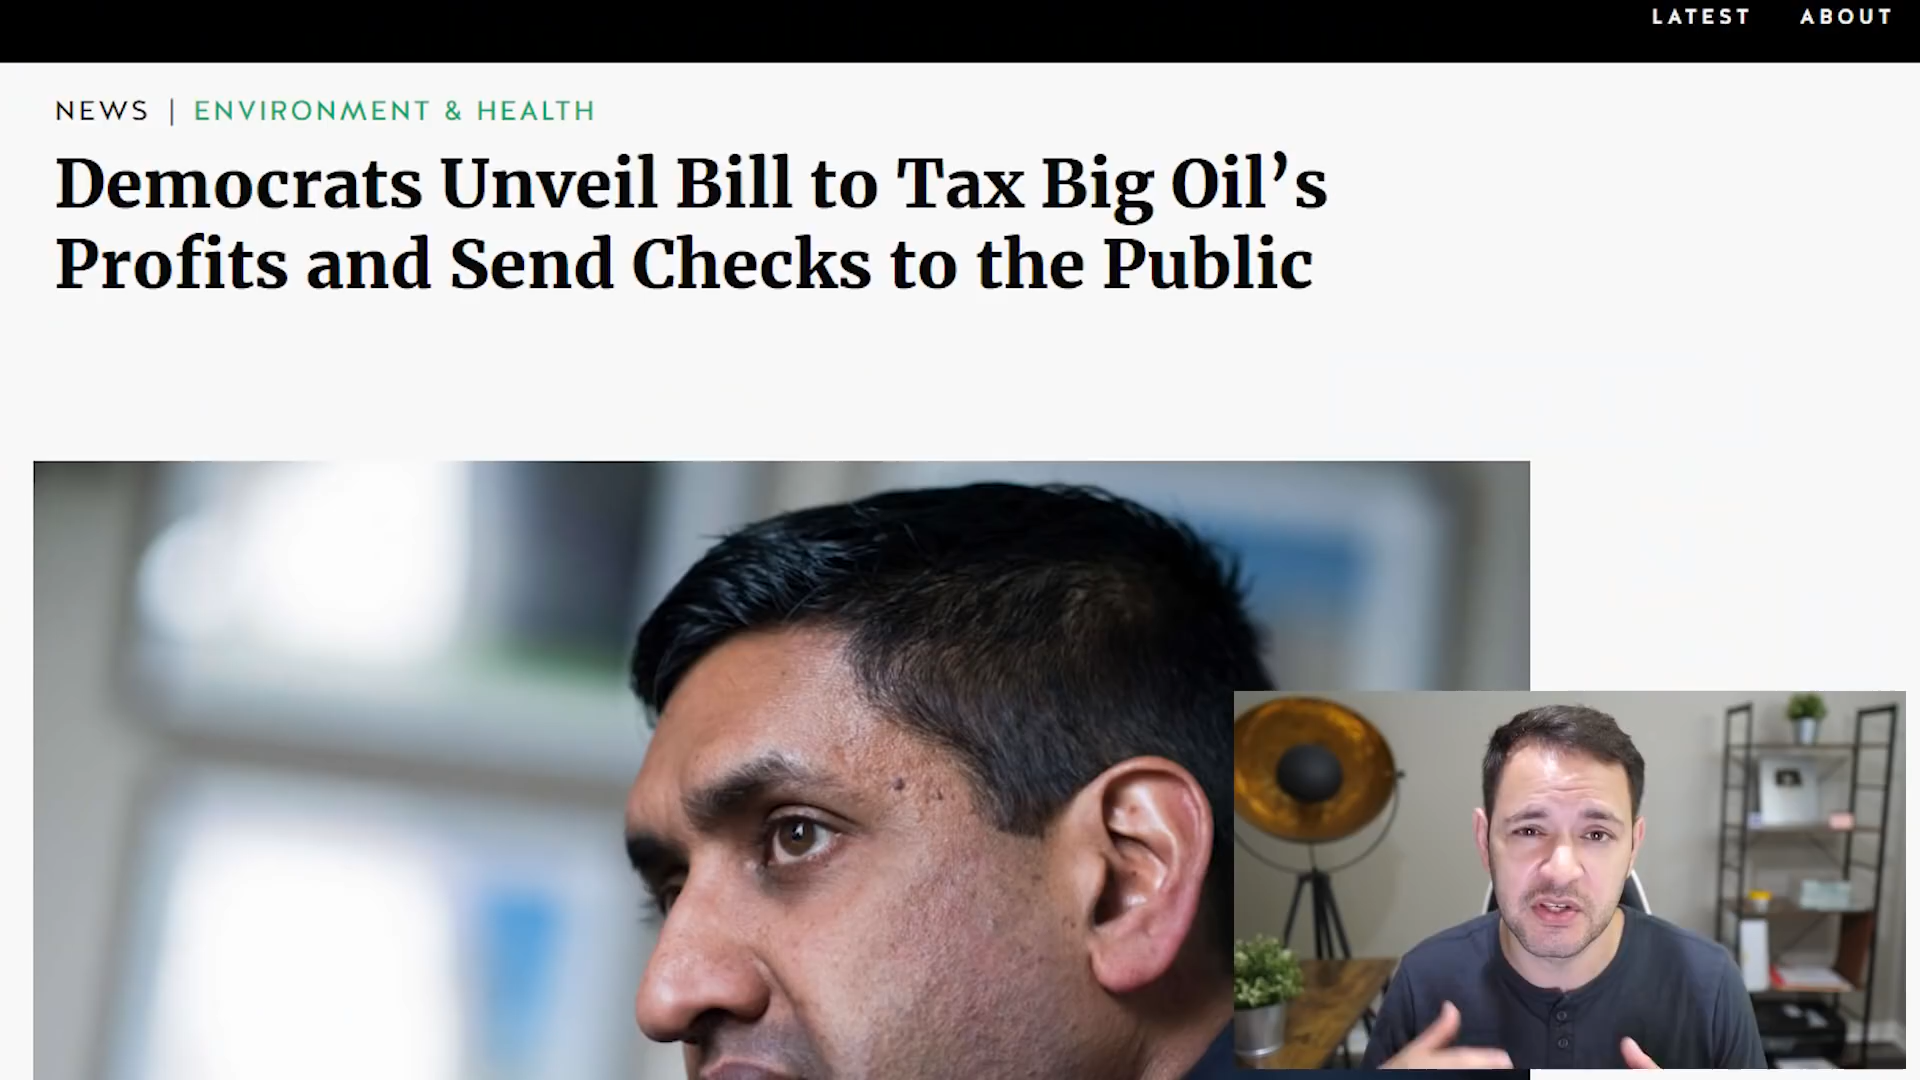 LATEST ABOUT
NEWS | ENVIRONMENT & HEALTH
Democrats Unveil Bill to Tax Big Oil’s
Profits and Send Checks to the Public